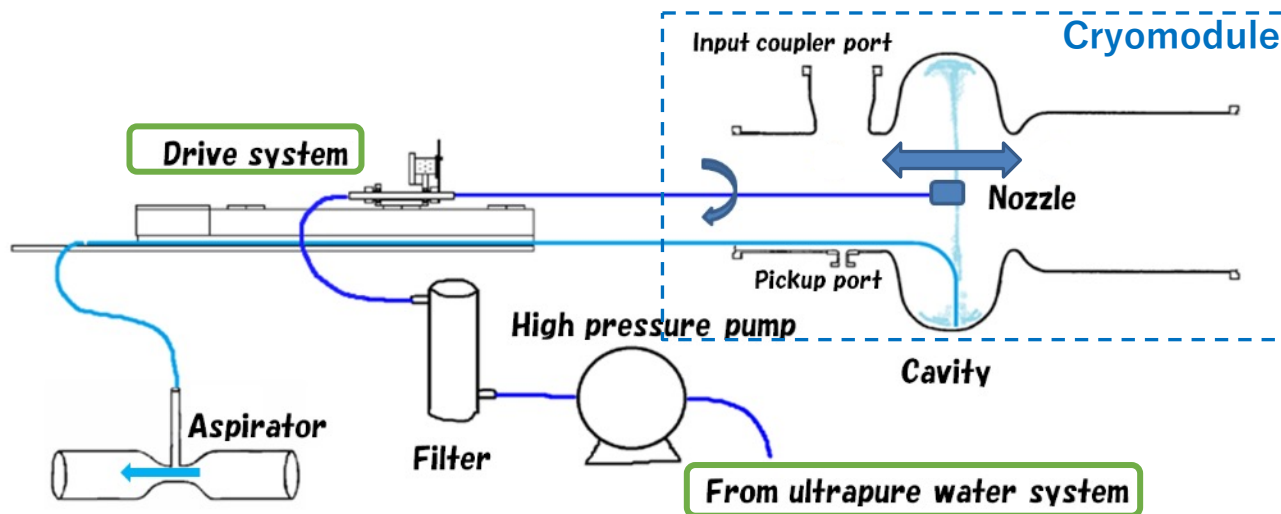 Cryomodule
Input coupler port
Drive system
Nozzle
Pickup port
High pressure pump
Cavity
Aspirator
Filter
From ultrapure water system